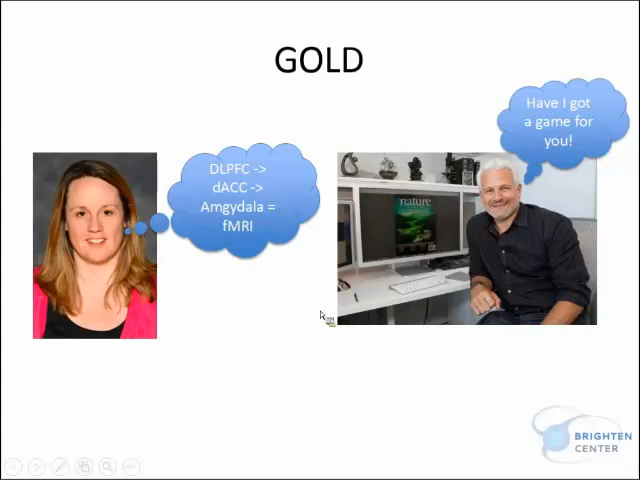 GOLD
Have I got
a game for
you!
DLPFC ->
dACC ->
Amygdala =
fMRI
nature
BRIGHTEN
CENTER